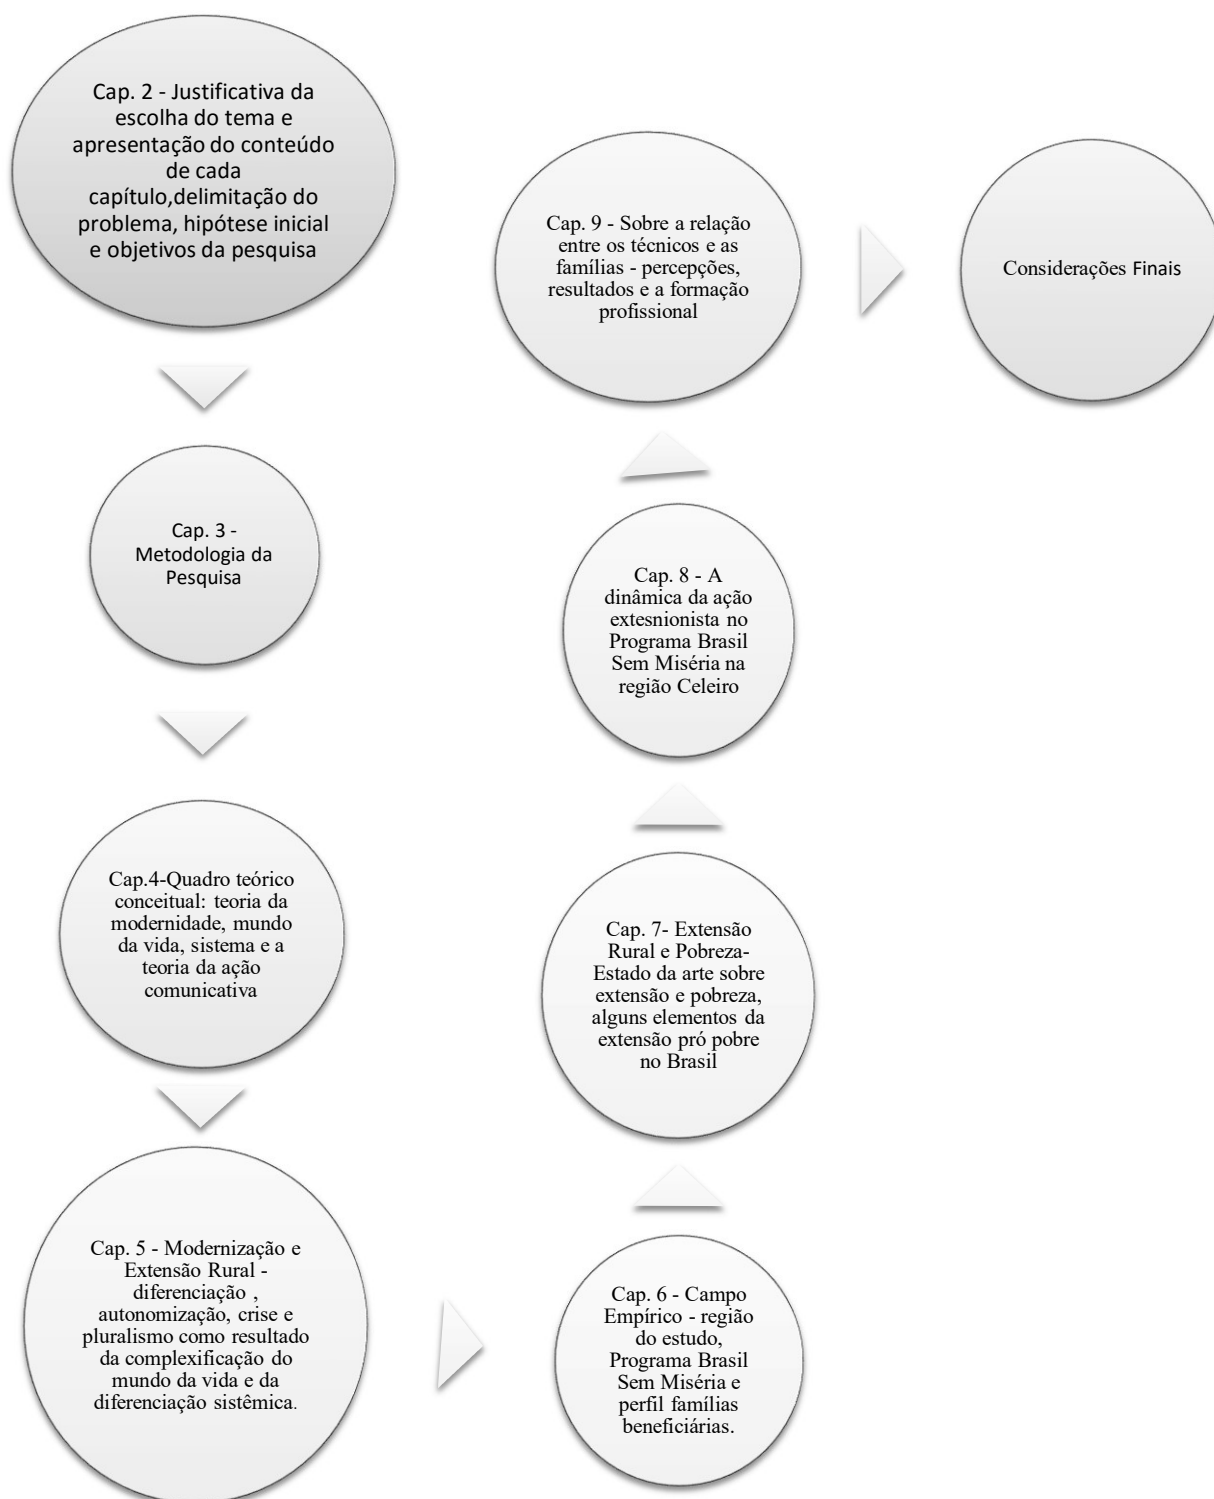 Cap. 2 - Justificativa da
escolha do tema e
apresentação do conteúdo
de cada
capítulo,delimitação do
problema, hipótese inicial
e objetivos da pesquisa
Cap. 3 -
Metodologia da
Pesquisa
Cap.4-Quadro teórico
conceitual: teoria da
modernidade, mundo
da vida, sistema e a
teoria da ação
comunicativa
Cap. 5 - Modernização e
Extensão Rural -
diferenciação ,
autonomização, crise e
pluralismo como resultado
da complexificação do
mundo da vida e da
diferenciação sistêmica.
Cap. 6 - Campo
Empírico - região
do estudo,
Programa Brasil
Sem Miséria e
perfil famílias
beneficiárias.
Cap. 7- Extensão
Rural e Pobreza-
Estado da arte sobre
extensão e pobreza,
alguns elementos da
extensão pró pobre
no Brasil
Cap. 8 - A
dinâmica da ação
extesnionista no
Programa Brasil
Sem Miséria na
região Celeiro
Cap. 9 - Sobre a relação
entre os técnicos e as
famílias - percepções,
resultados e a formação
profissional
Considerações Finais